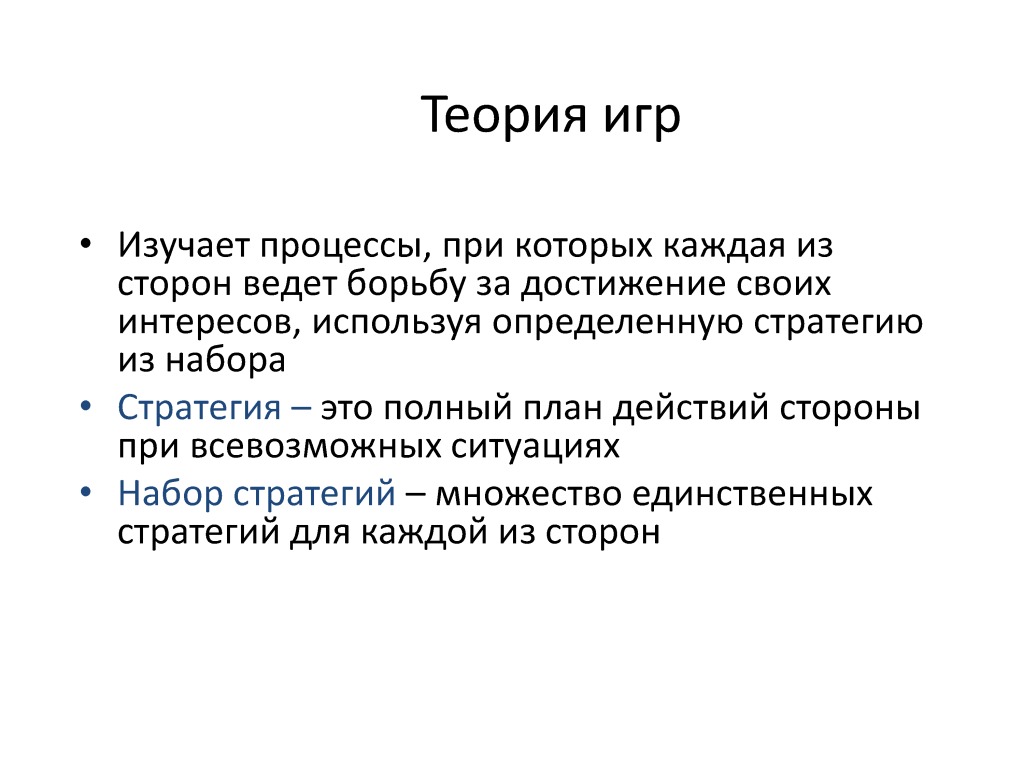 Теория игр
• Изучает процессы, при которых каждая из
сторон ведет борьбу за достижение своих
интересов, используя определенную стратегию
из набора
• Стратегия – это полный план действий стороны
при всевозможных ситуациях
• Набор стратегий – множество единственных
стратегий для каждой из сторон